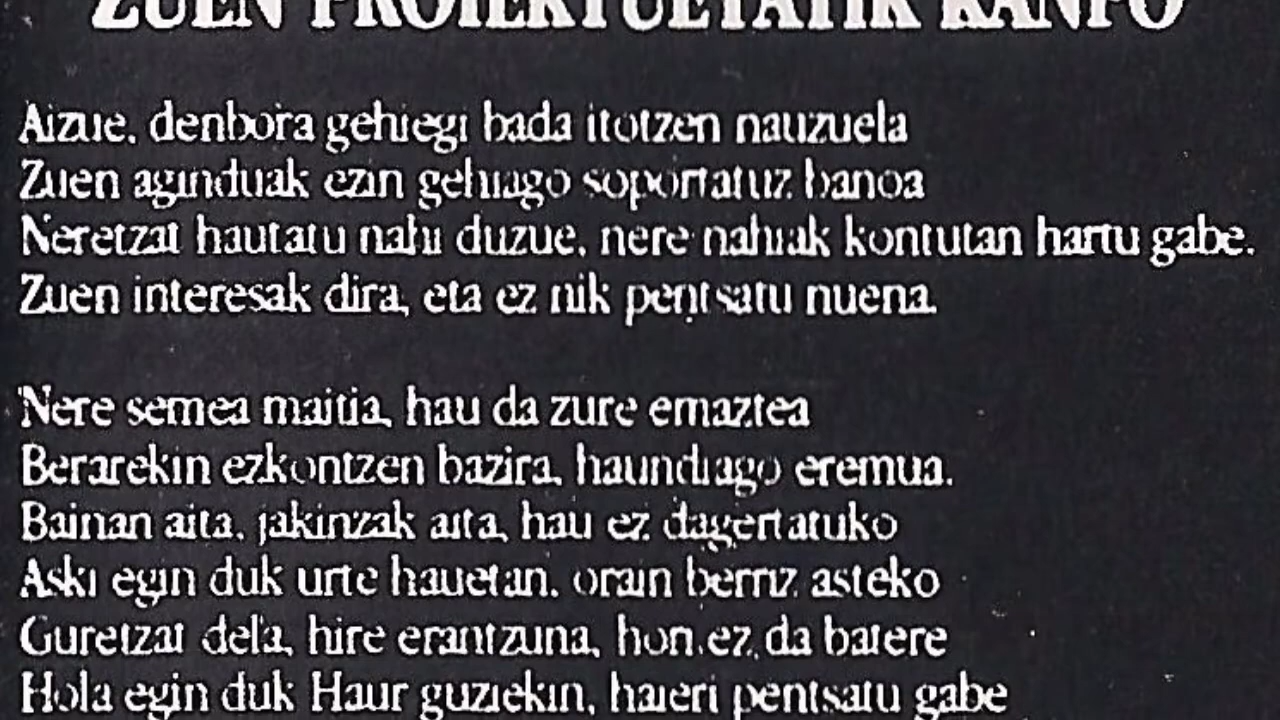 ZUEN PROIEKTUETATIK KANPO
Aizue, denbora gehiegi bada itotzen nauzuela
Zuen aginduak ezin gehiago soportatuz banoa
Neretzat hautatu nahi duzue, nere nahiak kontutan hartu gabe.
Zuen interesak dira, eta ez nik pentsatu nuena.
Nere semea maitia, hau da zure emaztea
Berarekin ezkontzen bazira, haundiago eremua.
Bainan aita, jakinzak aita, hau ez da gertatuko
Aski egin duk urte hauetan, orain berriz asteko
Guretzat dela, hire erantzuna, hori ez da batere
Hola egin duk Haur guziekin, haieri pentsatu gabe